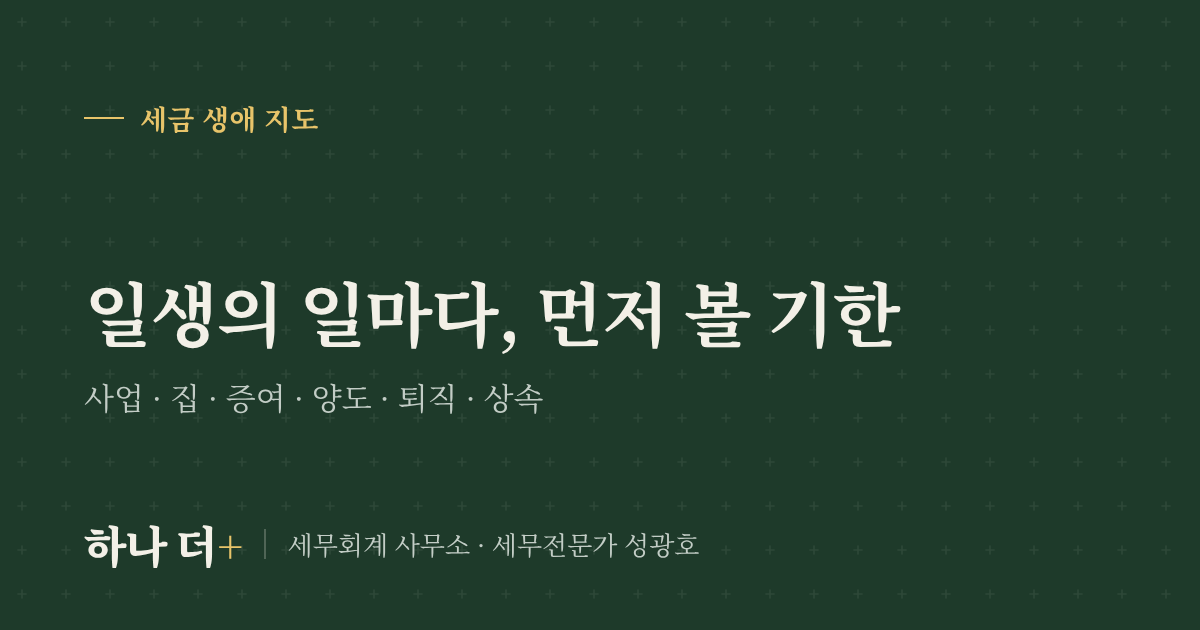 세금 생애 지도
일생의 일마다, 먼저 볼 기한
사업 · 집 · 증여 · 양도 · 퇴직 · 상속
하나 더+ 세무회계 사무소 · 세무전문가 성광호